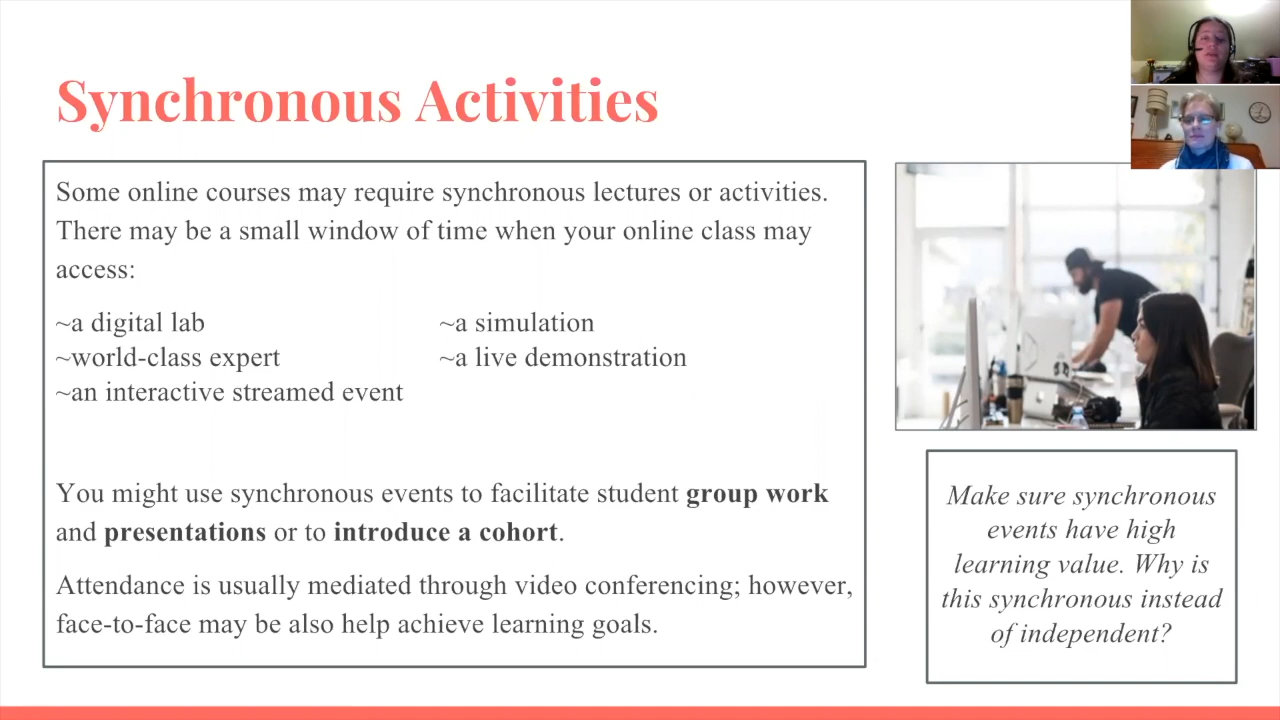 Synchronous Activities
Some online courses may require synchronous lectures or activities.
There may be a small window of time when your online class may
access:
~a digital lab
~a simulation
~world-class expert
~a live demonstration
~an interactive streamed event
You might use synchronous events to facilitate student group work
and presentations or to introduce a cohort.
Attendance is usually mediated through video conferencing; however,
face-to-face may be also help achieve learning goals.
Make sure synchronous
events have high
learning value. Why is
this synchronous instead
of independent?